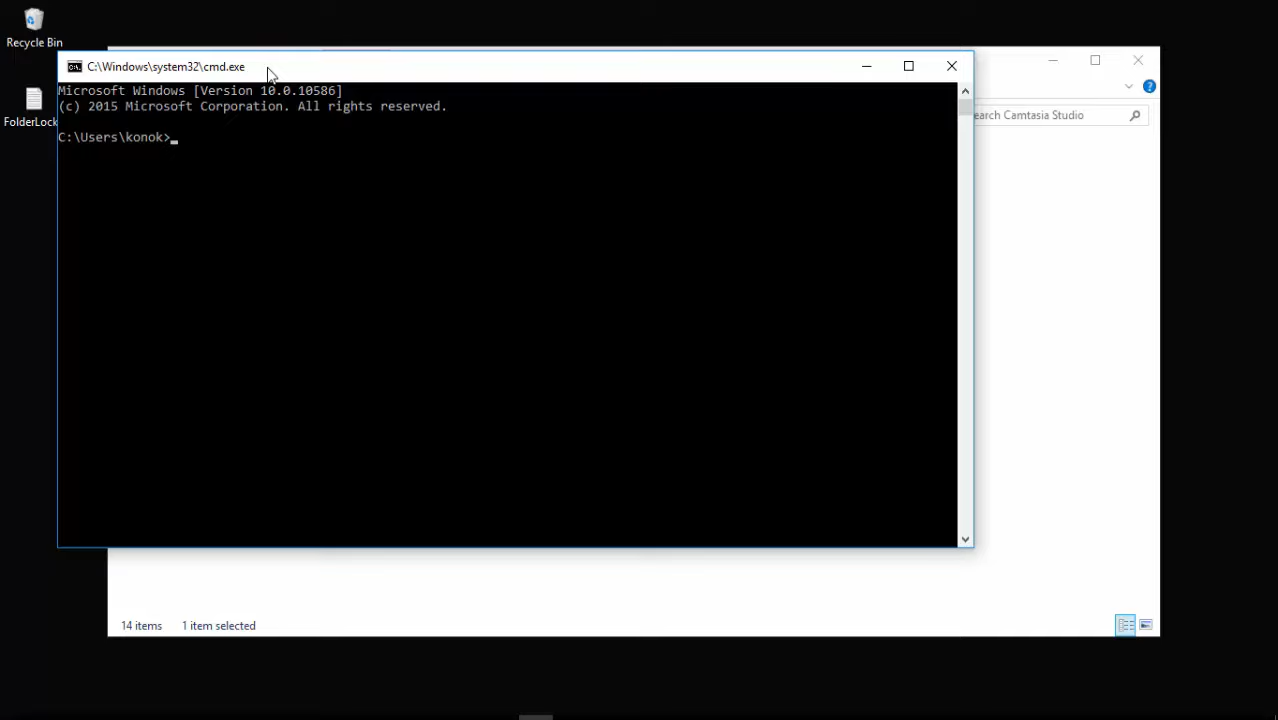 Recycle Bin
FolderLock
C:\Windows\system32\cmd.exe
Microsoft Windows [Version 10.0.10586]
(c) 2015 Microsoft Corporation. All rights reserved.
C:\Users\konok>
earch Camtasia Studio
14 items 1 item selected